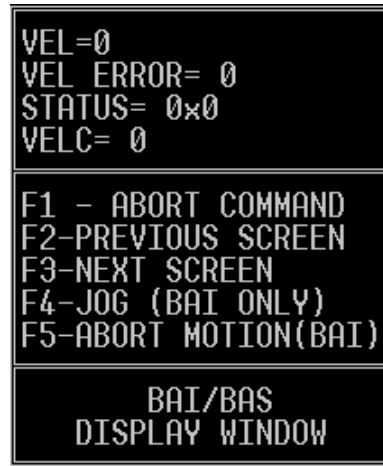 VEL=0
VEL ERROR= 0
STATUS= 0x0
VELC= 0
F1 - ABORT COMMAND
F2-PREVIOUS SCREEN
F3-NEXT SCREEN
F4-JOG (BAI ONLY)
F5-ABORT MOTION(BAI)
BAI/BAS
DISPLAY WINDOW